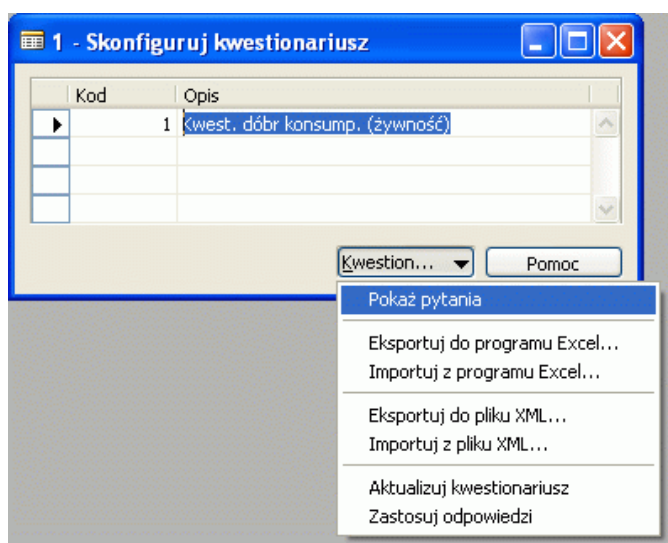 1 - Skonfiguruj kwestionariusz
Kod Opis
1 Kwest. dóbr konsump. (żywność)
Kwestion... Pomoc
Pokaż pytania
Eksportuj do programu Excel...
Importuj z programu Excel...
Eksportuj do pliku XML...
Importuj z pliku XML...
Aktualizuj kwestionariusz
Zastosuj odpowiedzi